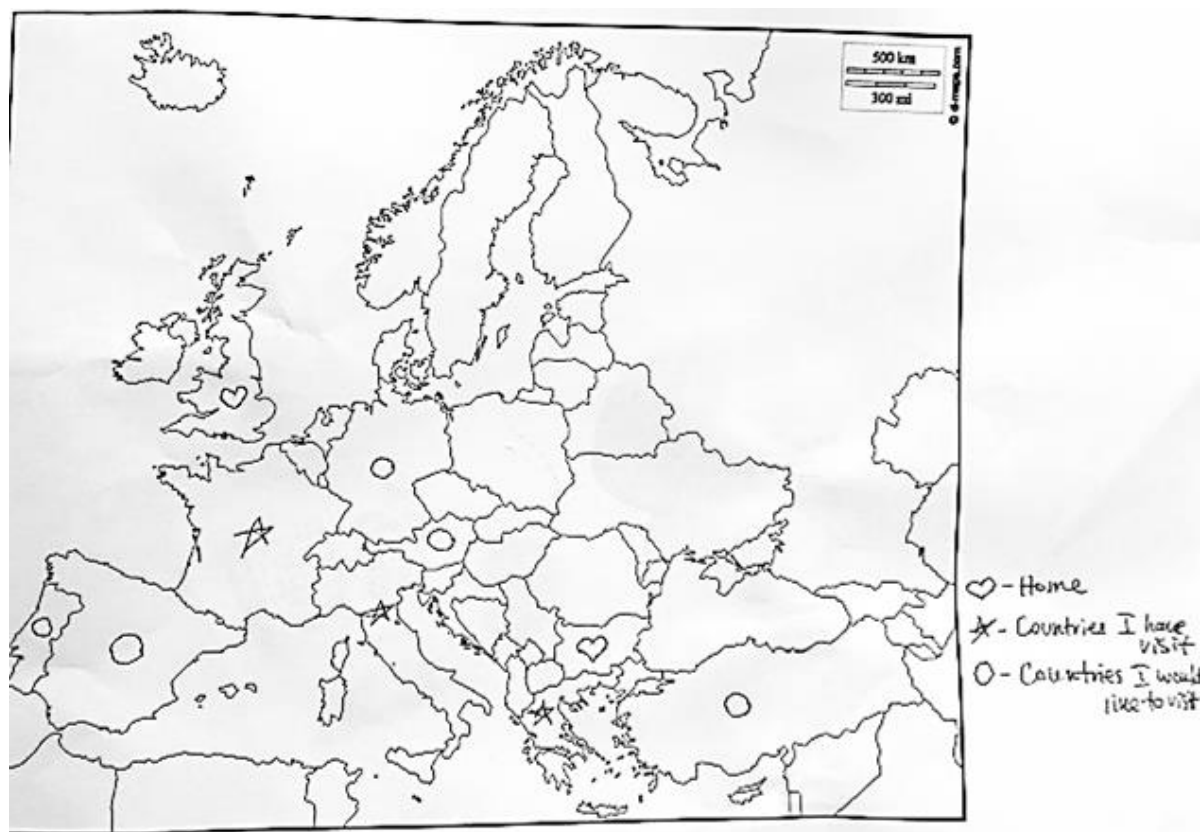 500 km
300 mi
© d-maps.com
♡ - Home
☆ - Countries I have
visit
○ - Countries I would
like to visit